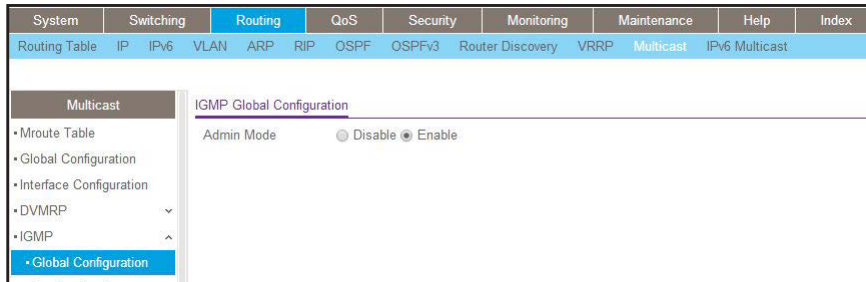 System Switching Routing QoS Security Monitoring Maintenance Help Index
Routing Table IP IPv6 VLAN ARP RIP OSPF OSPFv3 Router Discovery VRRP Multicast IPv6 Multicast
Multicast
IGMP Global Configuration
Mroute Table
Admin Mode Disable Enable
Global Configuration
Interface Configuration
DVMRP
IGMP
Global Configuration